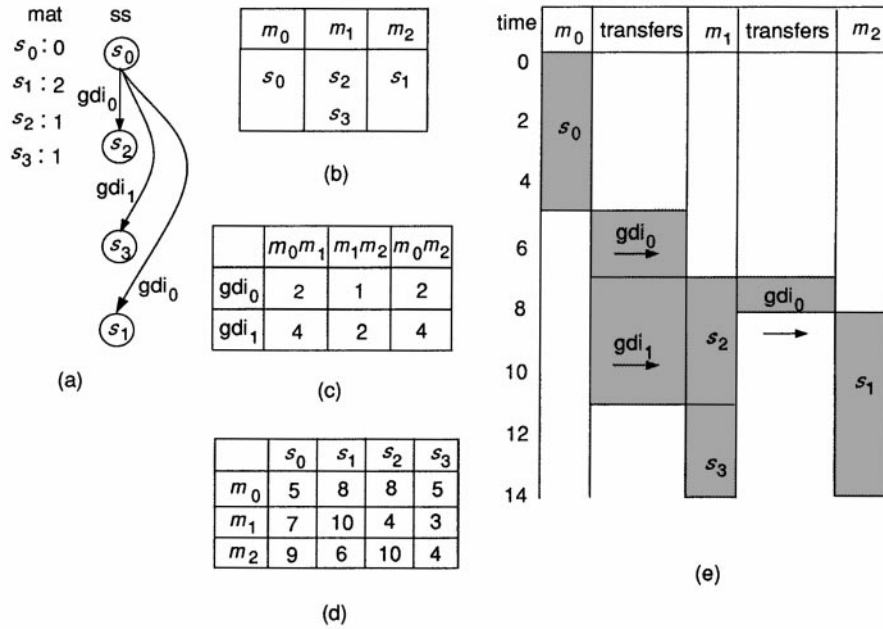 mat ss
s0 : 0
s1 : 2
s2 : 1
s3 : 1
s0
gdi0
s2
gdi1
s3
gdi0
s1
(a)
m0 m1 m2
s0 s2 s1
s3
(b)
m0m1 m1m2 m0m2
gdi0 2 1 2
gdi1 4 2 4
(c)
s0 s1 s2 s3
m0 5 8 8 5
m1 7 10 4 3
m2 9 6 10 4
(d)
time m0 transfers m1 transfers m2
0
2
4
6
8
10
12
14
s0
gdi0
gdi1
s2
s3
gdi0
s1
(e)